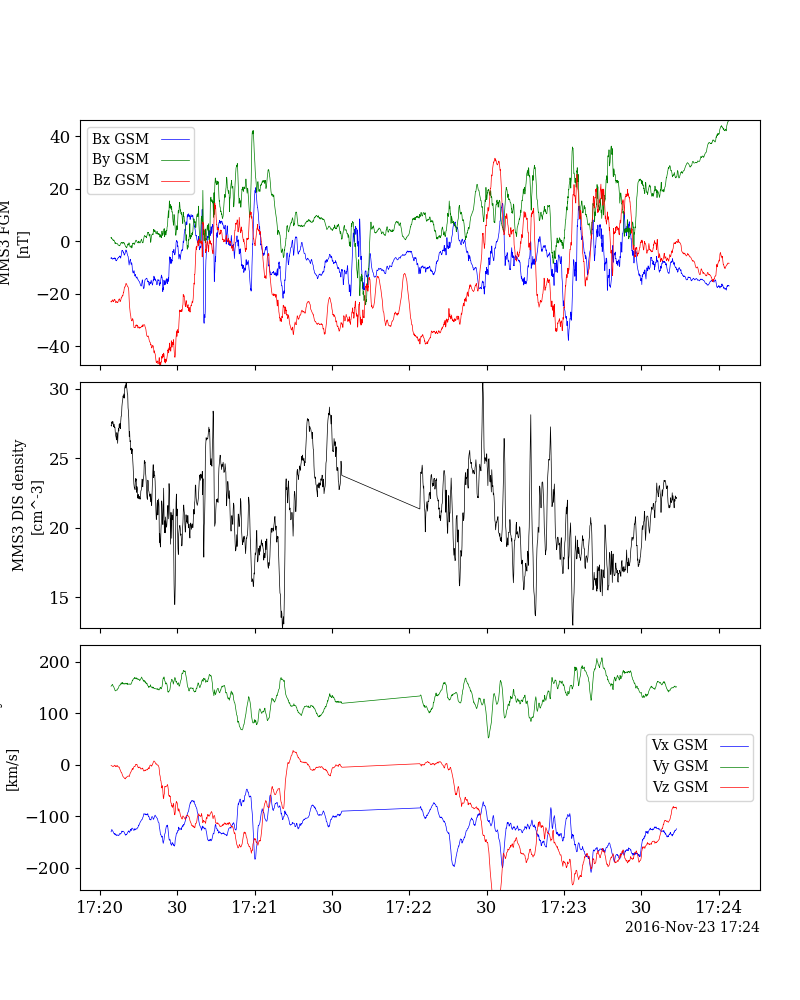 MMS3 FGM
[nT]
40
20
0
−20
−40
Bx GSM
By GSM
Bz GSM
MMS3 DIS density
[cm^-3]
30
25
20
15
[km/s]
200
100
0
−100
−200
Vx GSM
Vy GSM
Vz GSM
17:20 30 17:21 30 17:22 30 17:23 30 17:24
2016-Nov-23 17:24